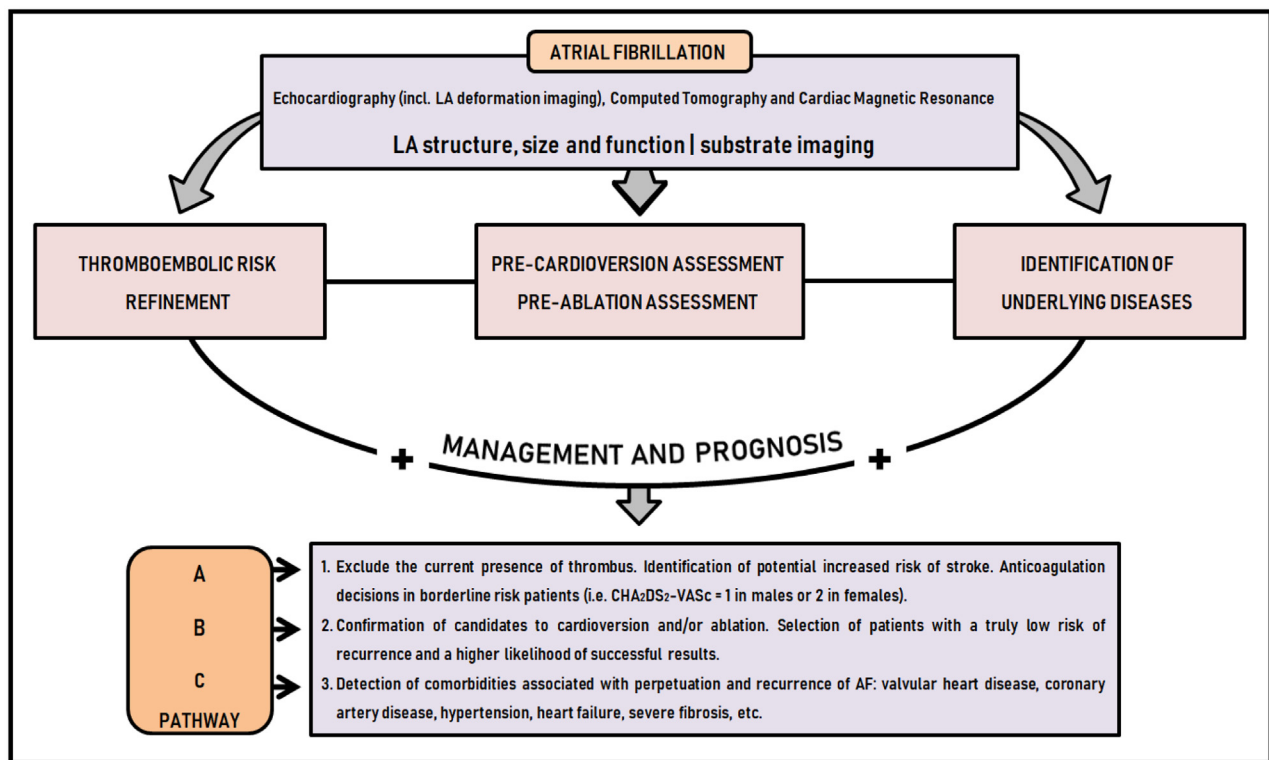 ATRIAL FIBRILLATION
Echocardiography (incl. LA deformation imaging), Computed Tomography and Cardiac Magnetic Resonance
LA structure, size and function | substrate imaging
THROMBOEMBOLIC RISK
REFINEMENT
PRE-CARDIOVERSION ASSESSMENT
PRE-ABLATION ASSESSMENT
IDENTIFICATION OF
UNDERLYING DISEASES
+ MANAGEMENT AND PROGNOSIS +
A
B
C
PATHWAY
1. Exclude the current presence of thrombus. Identification of potential increased risk of stroke. Anticoagulation
decisions in borderline risk patients (i.e. CHA₂DS₂-VASc = 1 in males or 2 in females).
2. Confirmation of candidates to cardioversion and/or ablation. Selection of patients with a truly low risk of
recurrence and a higher likelihood of successful results.
3. Detection of comorbidities associated with perpetuation and recurrence of AF: valvular heart disease, coronary
artery disease, hypertension, heart failure, severe fibrosis, etc.